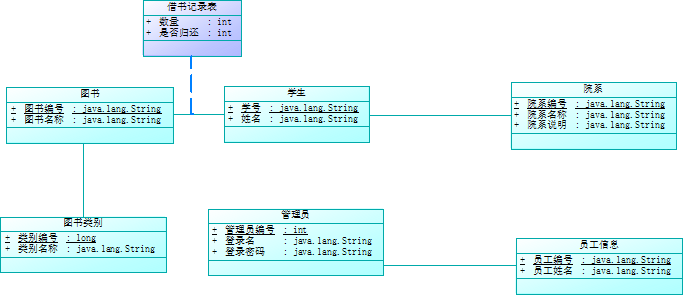 借书记录表
+ 数量 : int
+ 是否归还 : int
图书
+ 图书编号 : java.lang.String
+ 图书名称 : java.lang.String
学生
+ 学号 : java.lang.String
+ 姓名 : java.lang.String
院系
+ 院系编号 : java.lang.String
+ 院系名称 : java.lang.String
+ 院系说明 : java.lang.String
图书类别
+ 类别编号 : long
+ 类别名称 : java.lang.String
管理员
+ 管理员编号 : int
+ 登录名 : java.lang.String
+ 登录密码 : java.lang.String
员工信息
+ 员工编号 : java.lang.String
+ 员工姓名 : java.lang.String